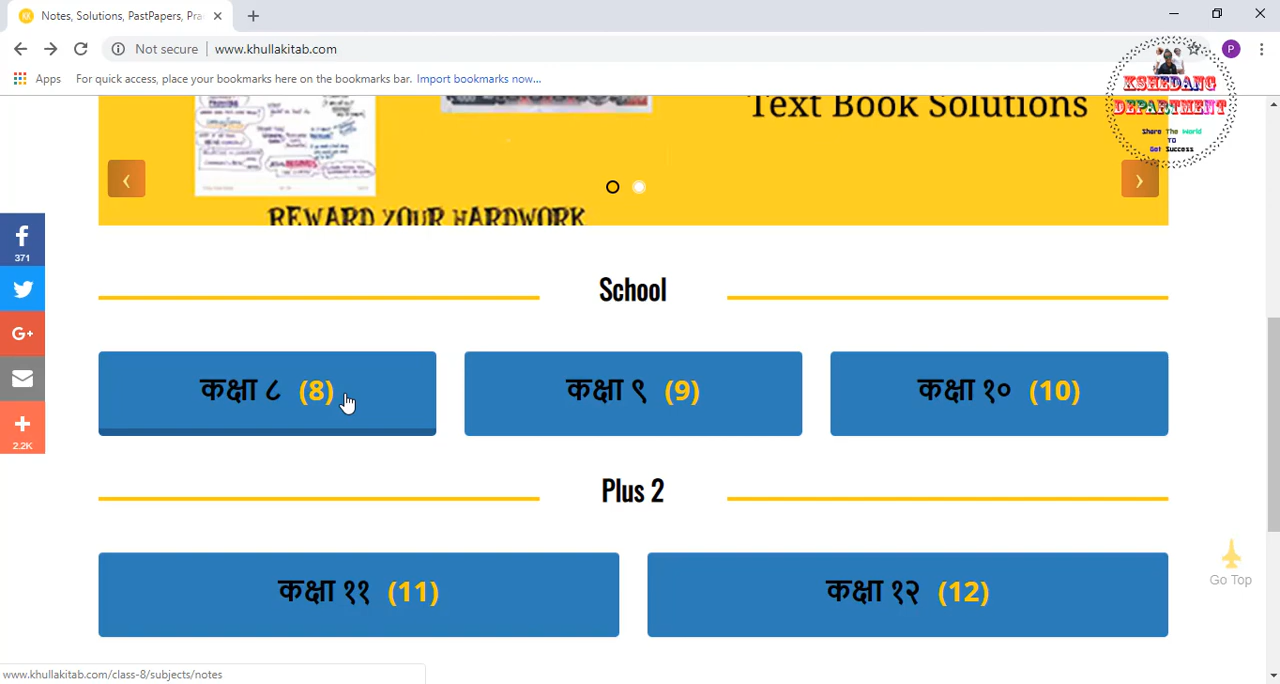 Notes, Solutions, PastPapers, Pra
Not secure
www.khullakitab.com
P
Apps
For quick access, place your bookmarks here on the bookmarks bar. Import bookmarks now...
KSHEDANG
DEPARTMENT
Share The World
TO
Get Success
Text Book Solutions
REWARD YOUR HARDWORK
371
G+
2.2K
School
कक्षा ८ (8)
कक्षा ९ (9)
कक्षा १० (10)
Plus 2
कक्षा ११ (11)
कक्षा १२ (12)
Go Top
www.khullakitab.com/class-8/subjects/notes